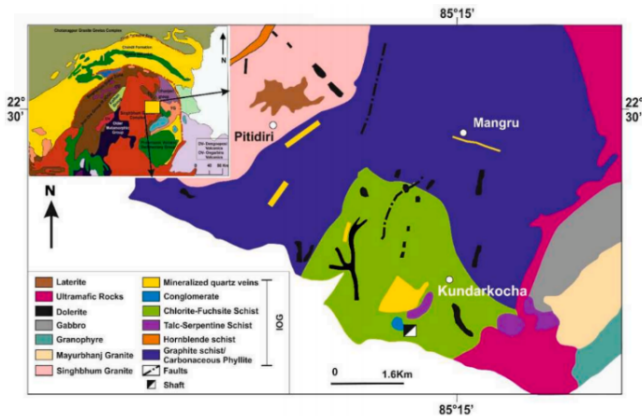 85°15'
22°
30'
N
Pitidiri
Mangru
N
Kundarkocha
22°
30'
Laterite
Ultramafic Rocks
Dolerite
Gabbro
Granophyre
Mayurbhanj Granite
Singhbhum Granite
Mineralized quartz veins
Conglomerate
Chlorite-Fuchsite Schist
Talc-Serpentine Schist
Hornblende schist
Graphite schist/
Carbonaceous Phyllite
Faults
Shaft
IOG
0 1.6Km
85°15'